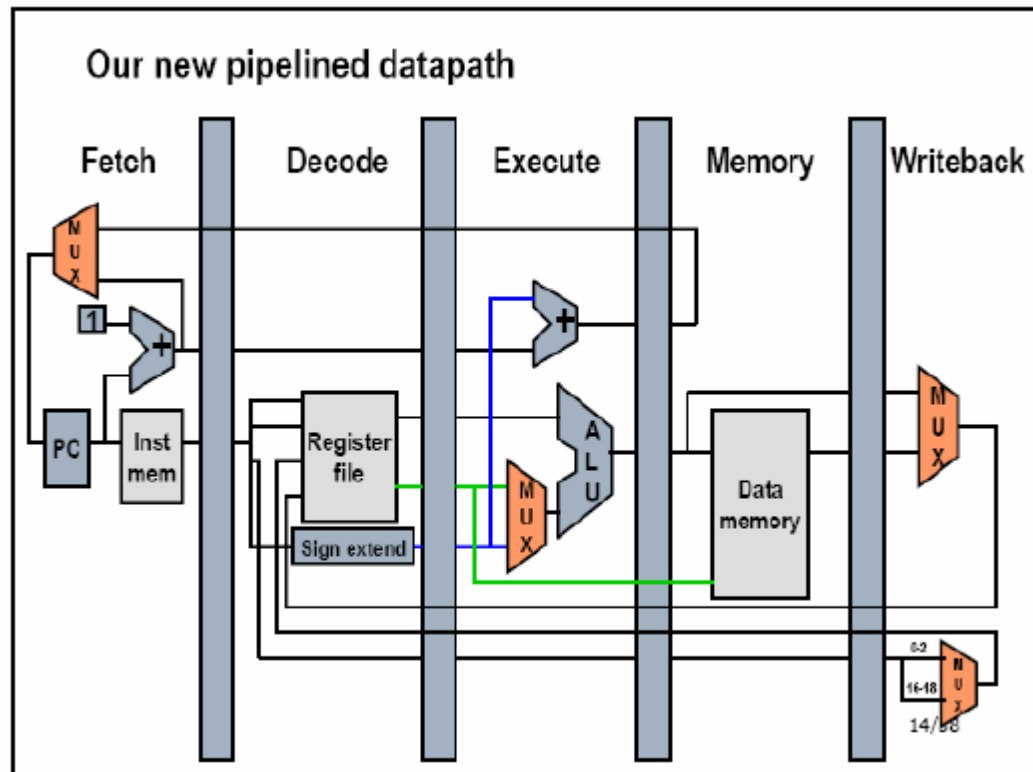 Our new pipelined datapath
Fetch
Decode
Execute
Memory
Writeback
M
U
X
1
+
+
PC
Inst
mem
Register
file
Sign extend
M
U
X
A
L
U
Data
memory
M
U
X
0-2
16-18
M
U
X